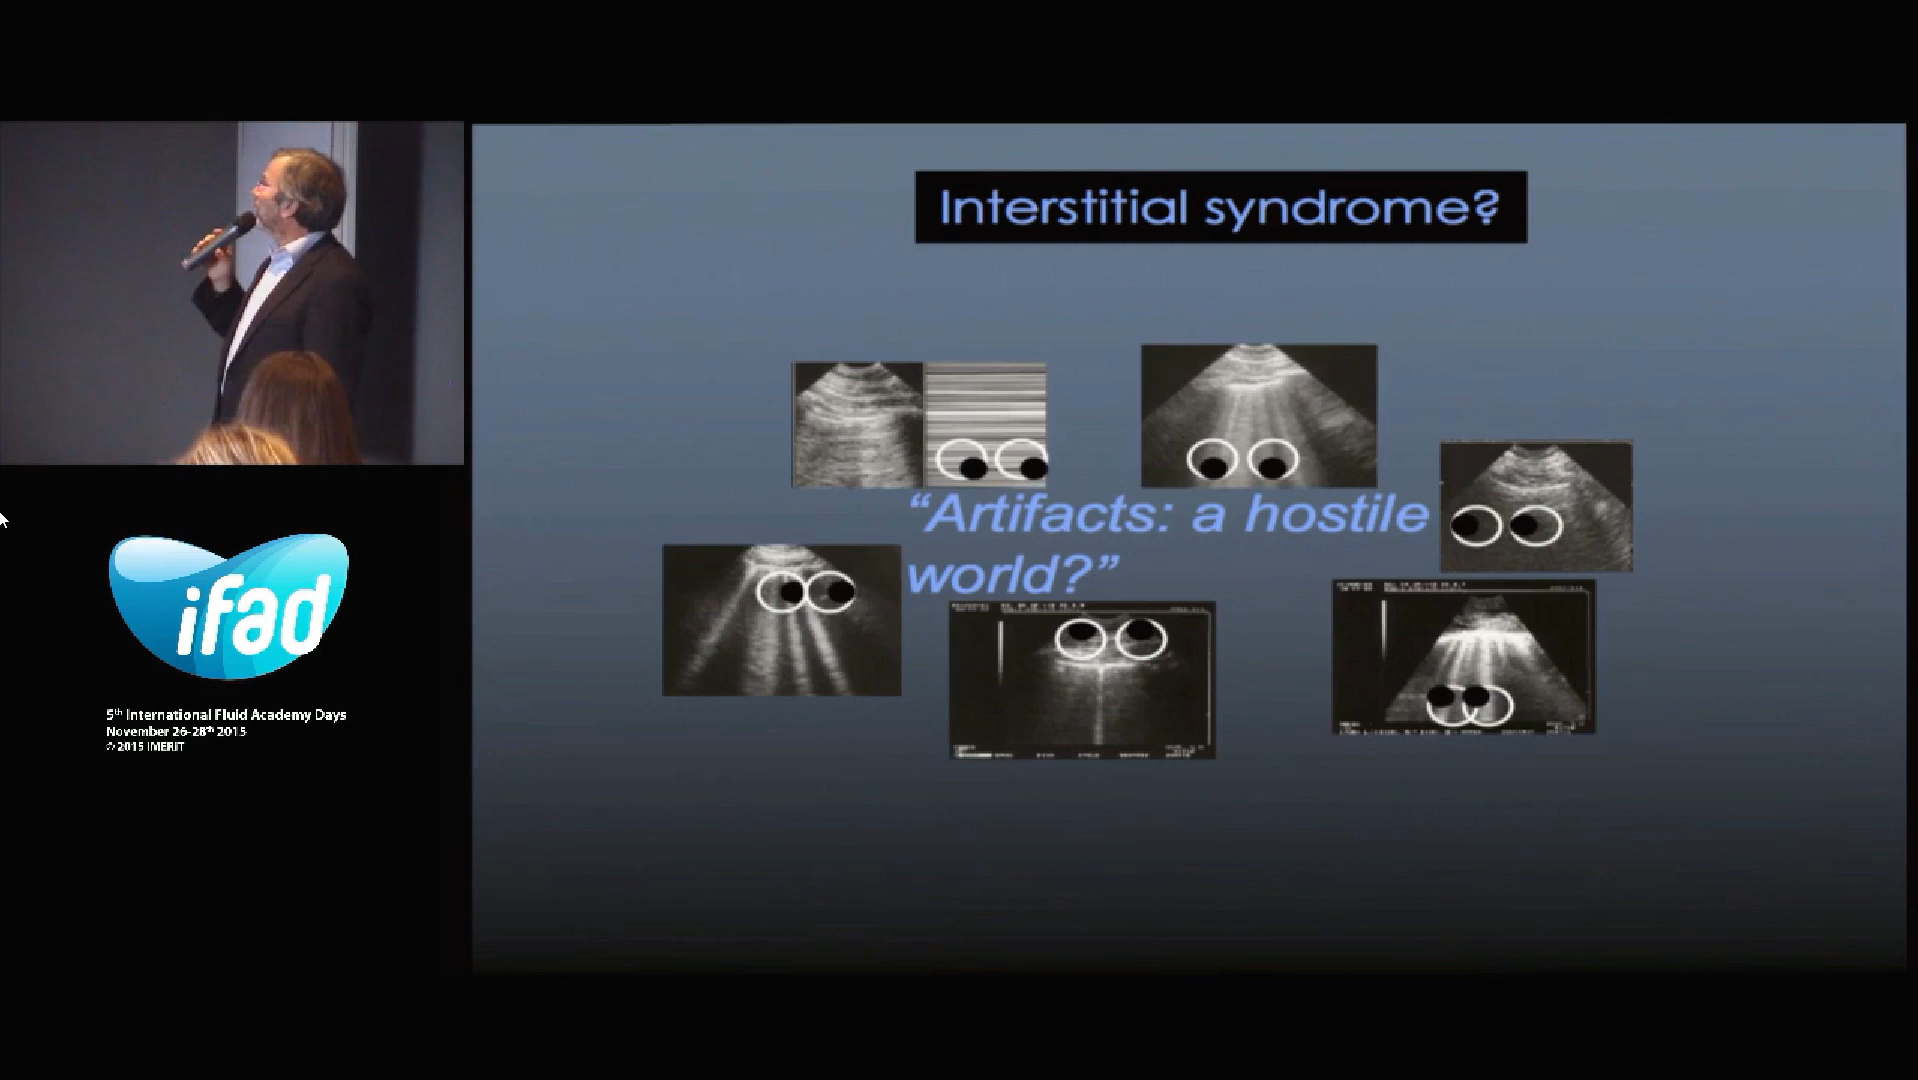 Interstitial syndrome?
“Artifacts: a hostile
world?”
ifad
5th International Fluid Academy Days
November 26-28th 2015
© 2015 IMERIT